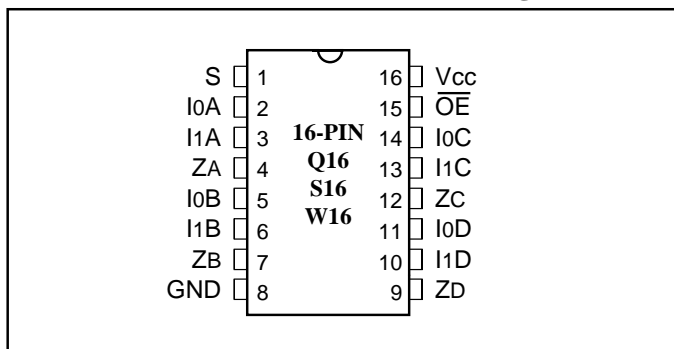 S 1 16 Vcc
I0A 2 15 OE
I1A 3 16-PIN 14 I0C
ZA 4 Q16 13 I1C
I0B 5 S16 12 ZC
I1B 6 W16 11 I0D
ZB 7 10 I1D
GND 8 9 ZD